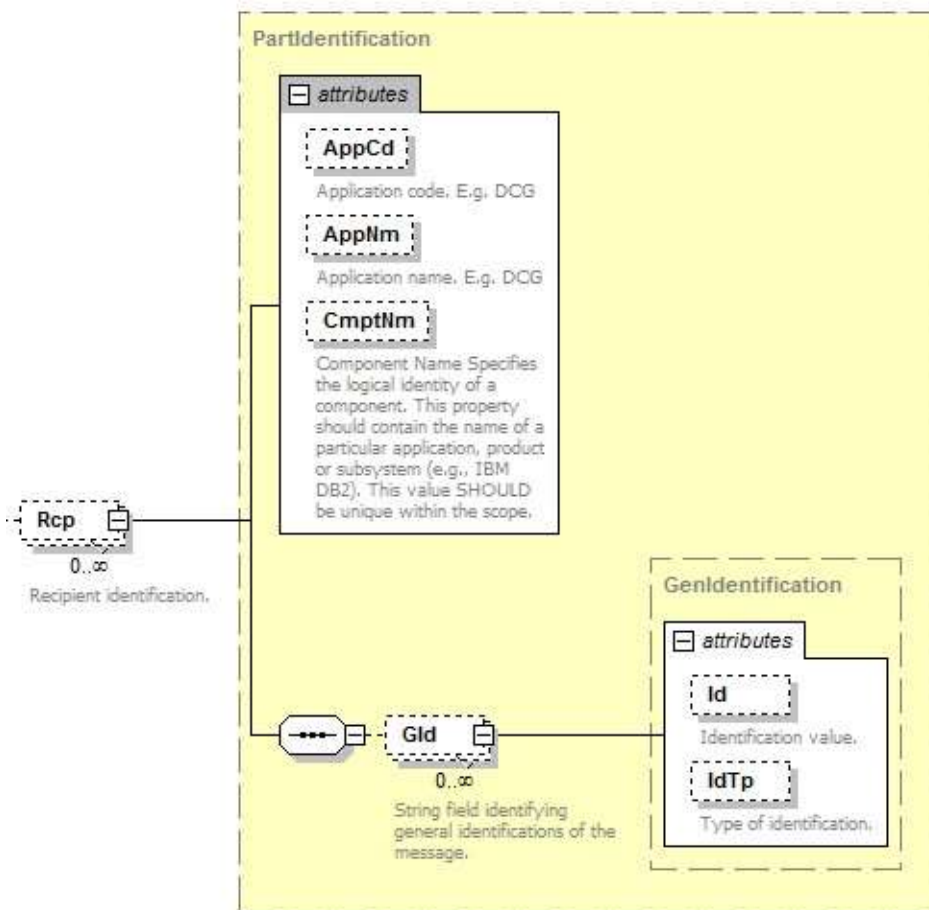 PartIdentification
attributes
AppCd
Application code. E.g. DCG
AppNm
Application name. E.g. DCG
CmptNm
Component Name Specifies
the logical identity of a
component. This property
should contain the name of a
particular application, product
or subsystem (e.g., IBM
DB2). This value SHOULD
be unique within the scope.
Rcp
0..∞
Recipient identification.
GenIdentification
attributes
Id
Identification value.
IdTp
Type of identification.
GId
0..∞
String field identifying
general identifications of the
message.